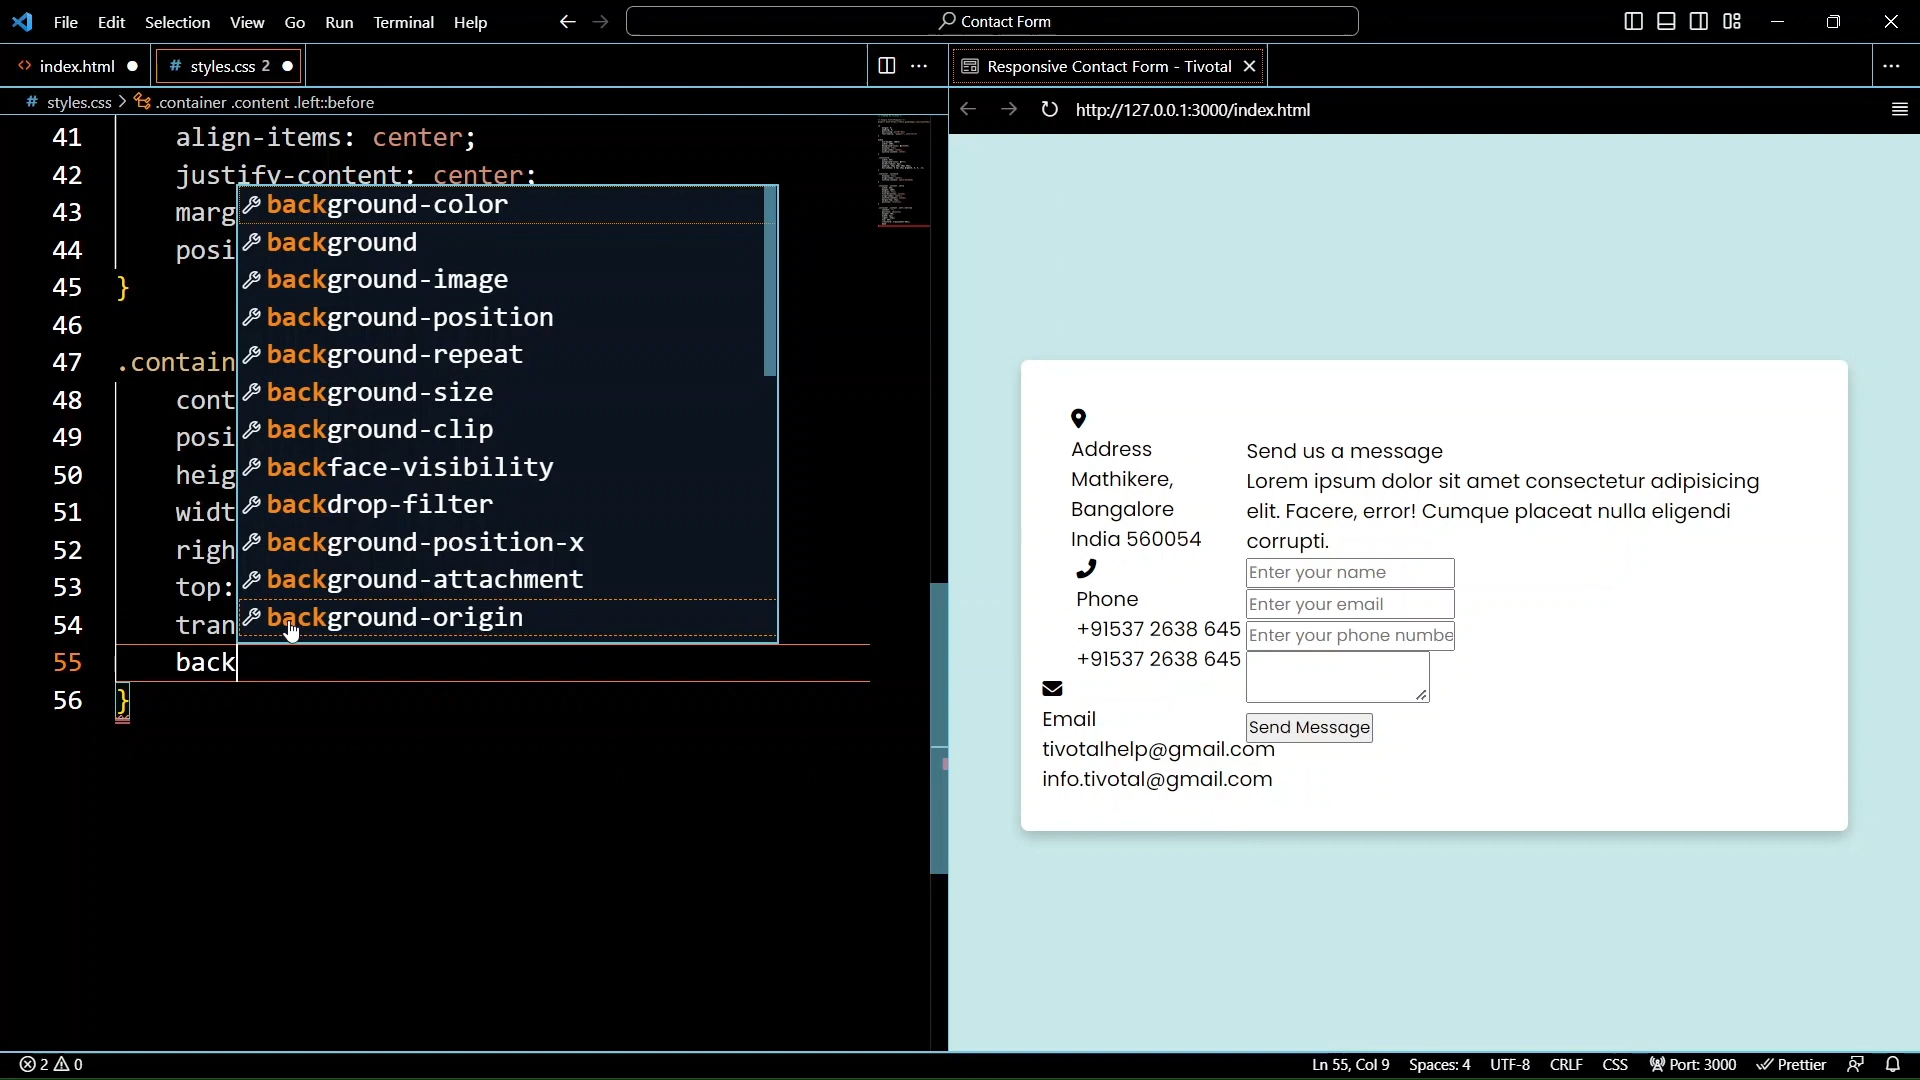 File Edit Selection View Go Run Terminal Help
Contact Form
index.html
# styles.css 2
Responsive Contact Form - Tivotal
# styles.css > .container .content .left::before
http://127.0.0.1:3000/index.html
41 align-items: center;
42 justify-content: center;
43 marg
44 posi
45 }
46
47 .contain
48 cont
49 posi
50 heig
51 widt
52 righ
53 top:
54 tran
55 back
56 }
background-color
background
background-image
background-position
background-repeat
background-size
background-clip
backface-visibility
backdrop-filter
background-position-x
background-attachment
background-origin
Address
Mathikere,
Bangalore
India 560054
Phone
+91537 2638 645
+91537 2638 645
Email
tivotalhelp@gmail.com
info.tivotal@gmail.com
Send us a message
Lorem ipsum dolor sit amet consectetur adipisicing
elit. Facere, error! Cumque placeat nulla eligendi
corrupti.
Enter your name
Enter your email
Enter your phone numbe
Send Message
2 0
Ln 55, Col 9 Spaces: 4 UTF-8 CRLF CSS Port: 3000 Prettier